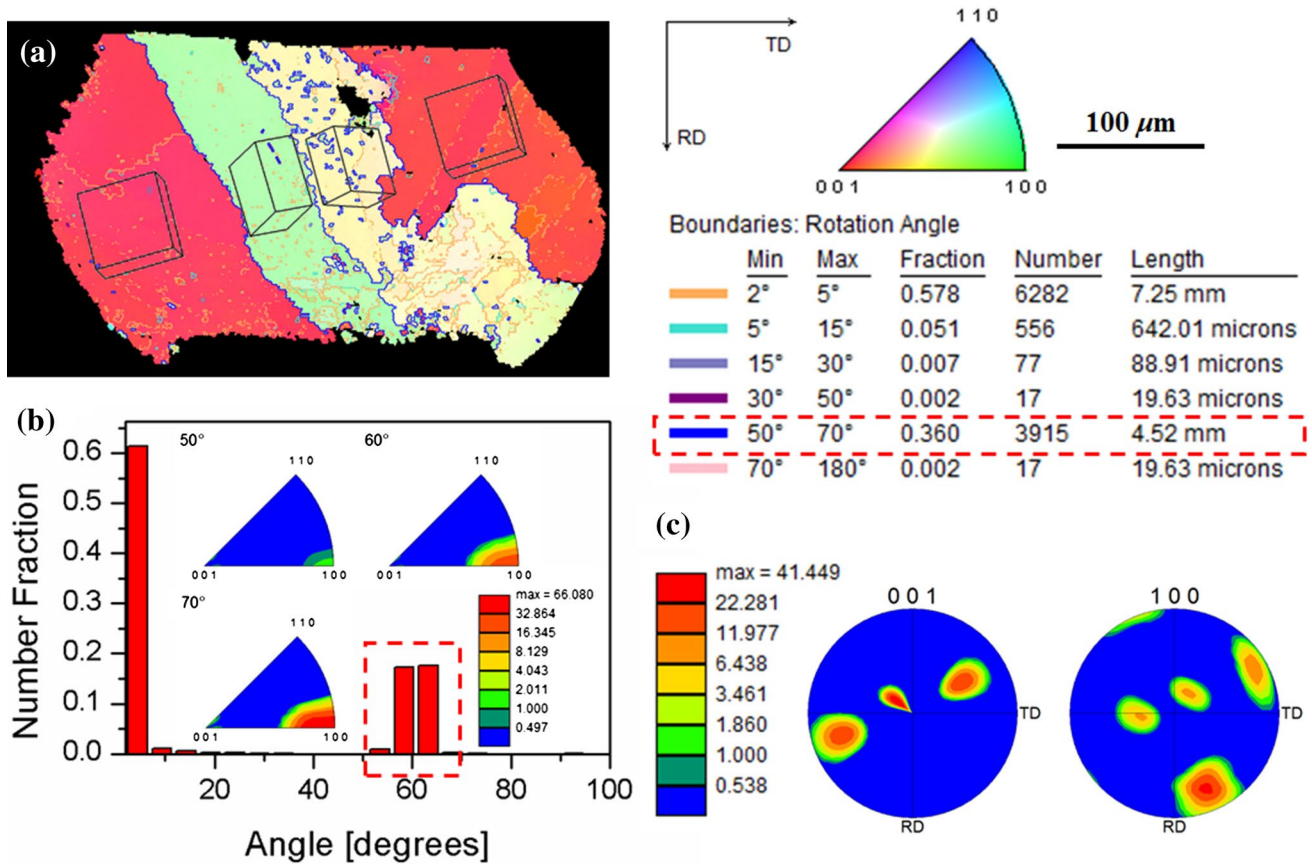 (a)
TD
RD
1 1 0
0 0 1
1 0 0
100 μm
Boundaries: Rotation Angle
Min Max Fraction Number Length
2° 5° 0.578 6282 7.25 mm
5° 15° 0.051 556 642.01 microns
15° 30° 0.007 77 88.91 microns
30° 50° 0.002 17 19.63 microns
50° 70° 0.360 3915 4.52 mm
70° 180° 0.002 17 19.63 microns
(b)
Number Fraction
0.6
0.5
0.4
0.3
0.2
0.1
0.0
20 40 60 80 100
Angle [degrees]
50°
1 1 0
0 0 1
1 0 0
60°
1 1 0
0 0 1
1 0 0
70°
1 1 0
0 0 1
1 0 0
max = 66.080
32.864
16.345
8.129
4.043
2.011
1.000
0.497
(c)
max = 41.449
22.281
11.977
6.438
3.461
1.860
1.000
0.538
0 0 1
TD
RD
1 0 0
TD
RD